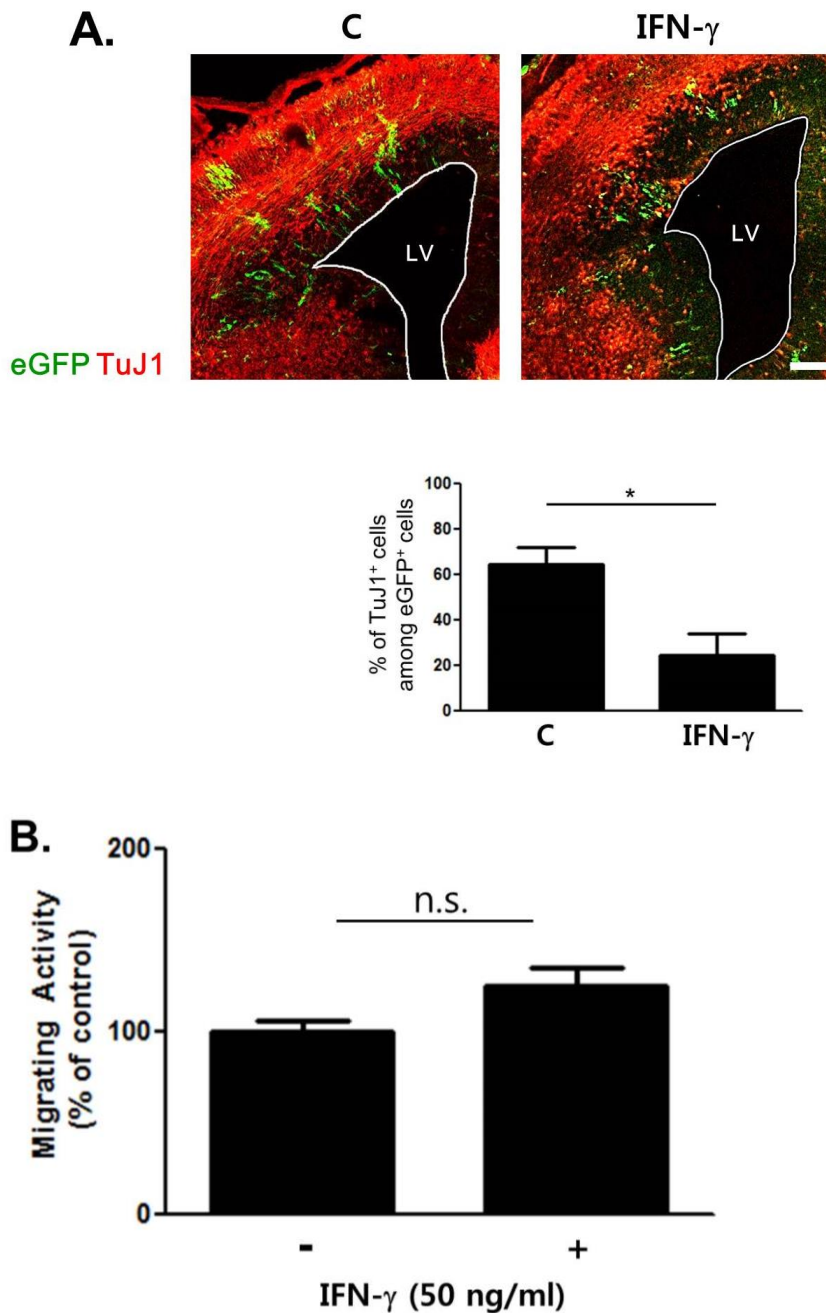 A.
C IFN-γ
LV LV
eGFP TuJ1
100
80
60
40
20
0
% of TuJ1⁺ cells
among eGFP⁺ cells
*
C IFN-γ
B.
200
100
0
Migrating Activity
(% of control)
n.s.
- +
IFN-γ (50 ng/ml)